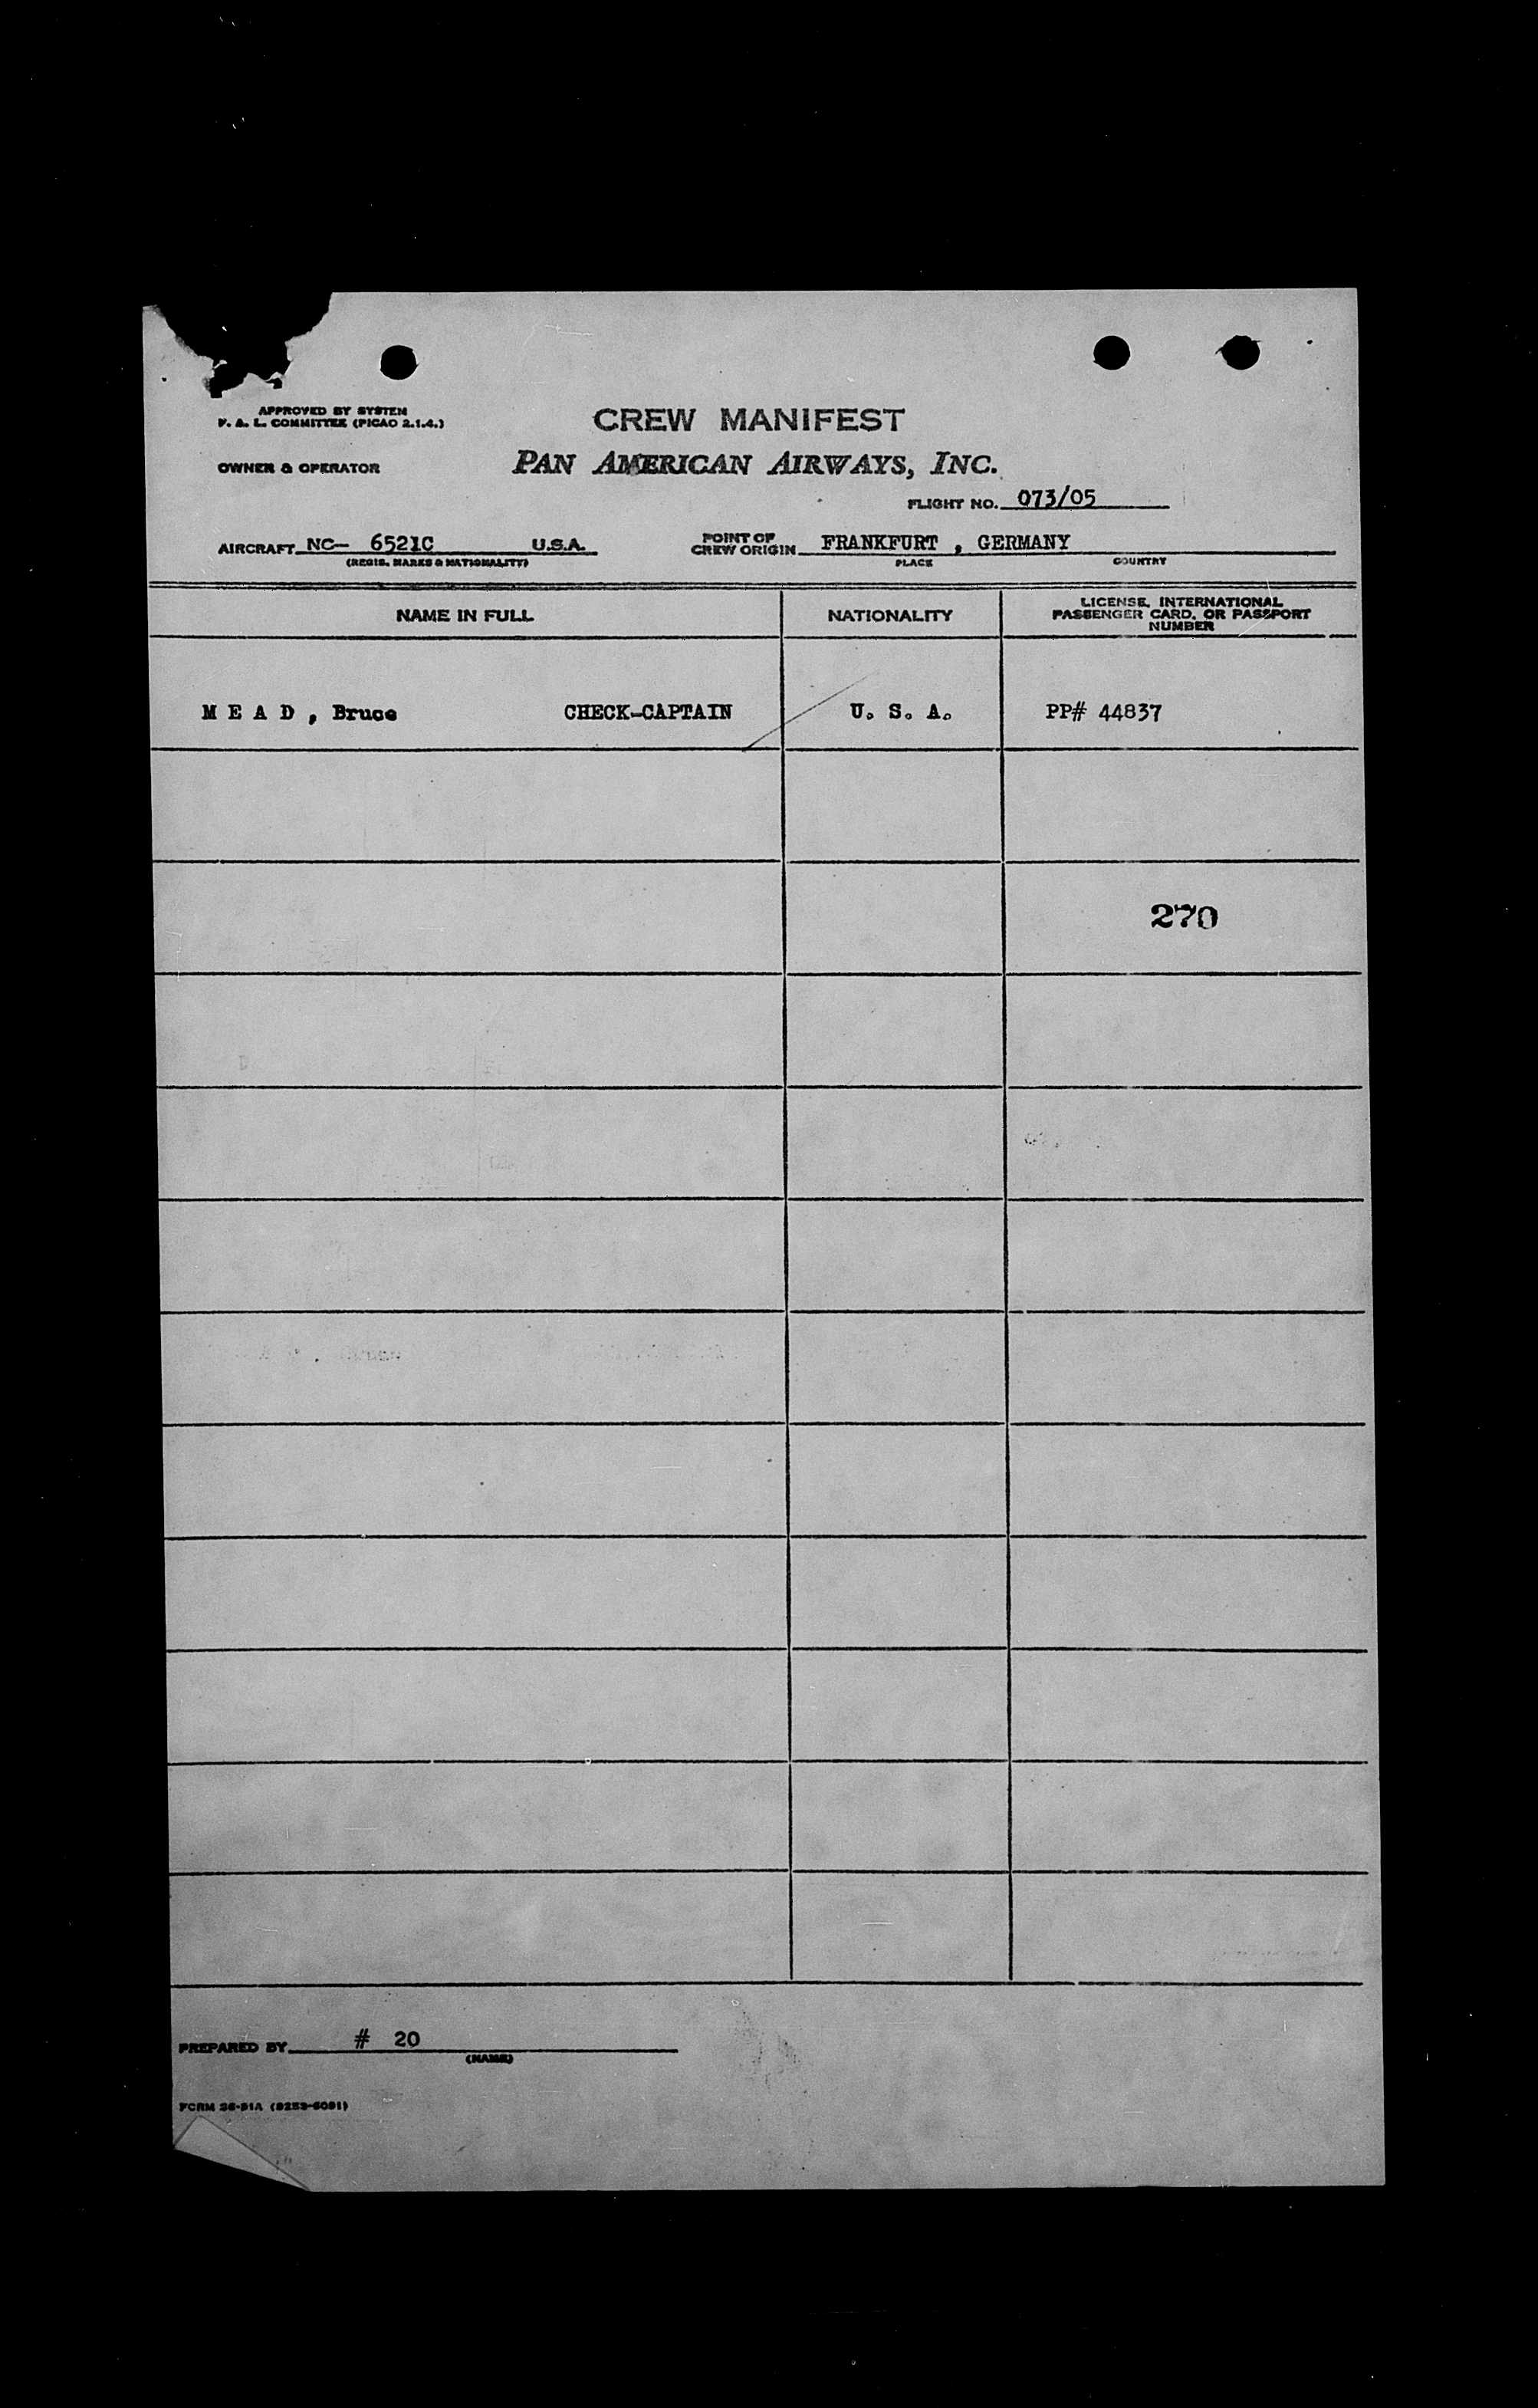 APPROVED BY SYSTEM
F. A. L. COMMITTEE (PICAO 2.1.4.)
CREW MANIFEST
OWNER & OPERATOR
PAN AMERICAN AIRWAYS, INC.
FLIGHT NO. 073/05
AIRCRAFT NC- 6521C U.S.A. POINT OF CREW ORIGIN FRANKFURT , GERMANY
(REGIS. MARKS & NATIONALITY) PLACE COUNTRY
NAME IN FULL NATIONALITY LICENSE, INTERNATIONAL PASSENGER CARD, OR PASSPORT NUMBER
M E A D , Bruce CHECK-CAPTAIN U. S. A. PP# 44837
270
PREPARED BY # 20
(NAME)